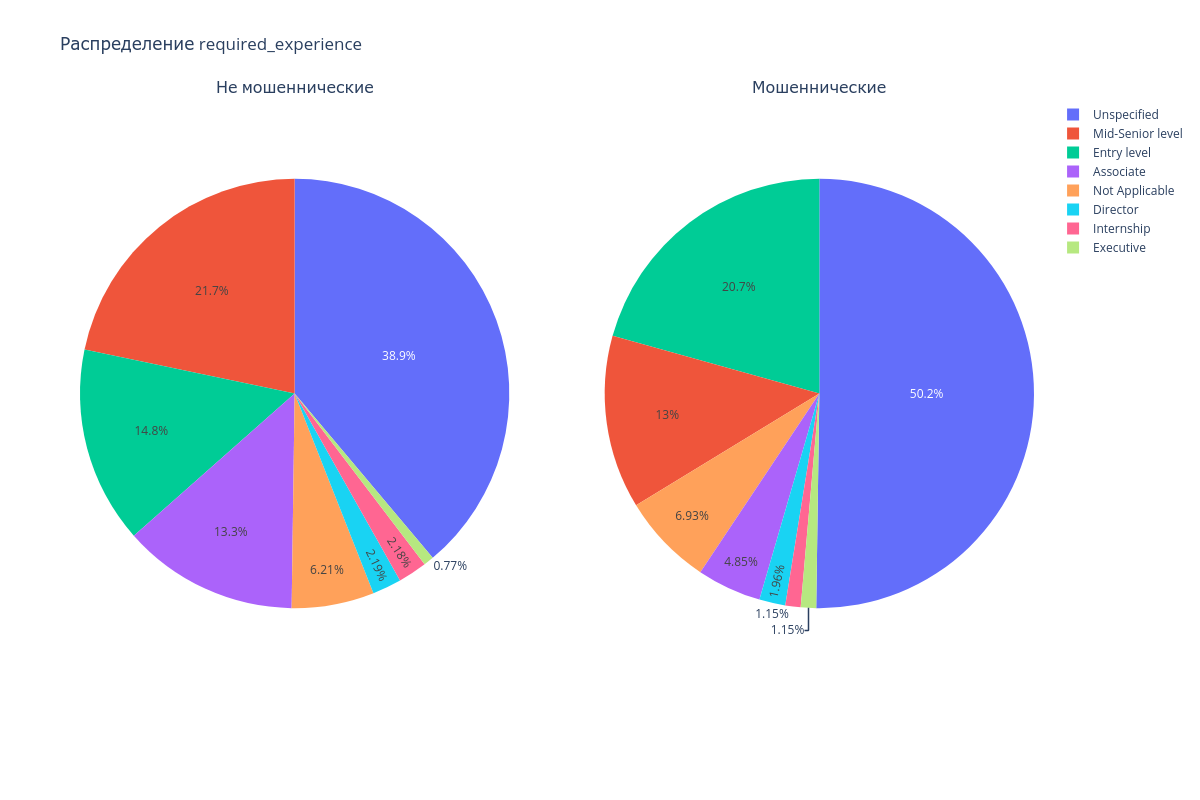 Распределение required_experience
Не мошеннические
Мошеннические
Unspecified
Mid-Senior level
Entry level
Associate
Not Applicable
Director
Internship
Executive
21.7%
38.9%
14.8%
13.3%
6.21%
2.19%
2.18%
0.77%
20.7%
50.2%
13%
6.93%
4.85%
1.96%
1.15%
1.15%